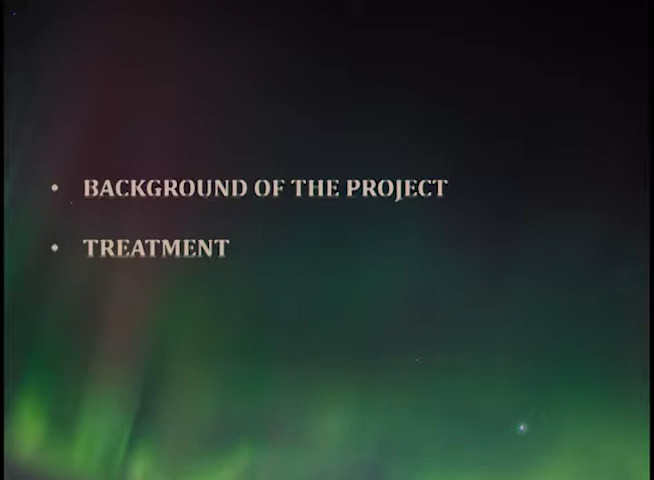 • BACKGROUND OF THE PROJECT
• TREATMENT